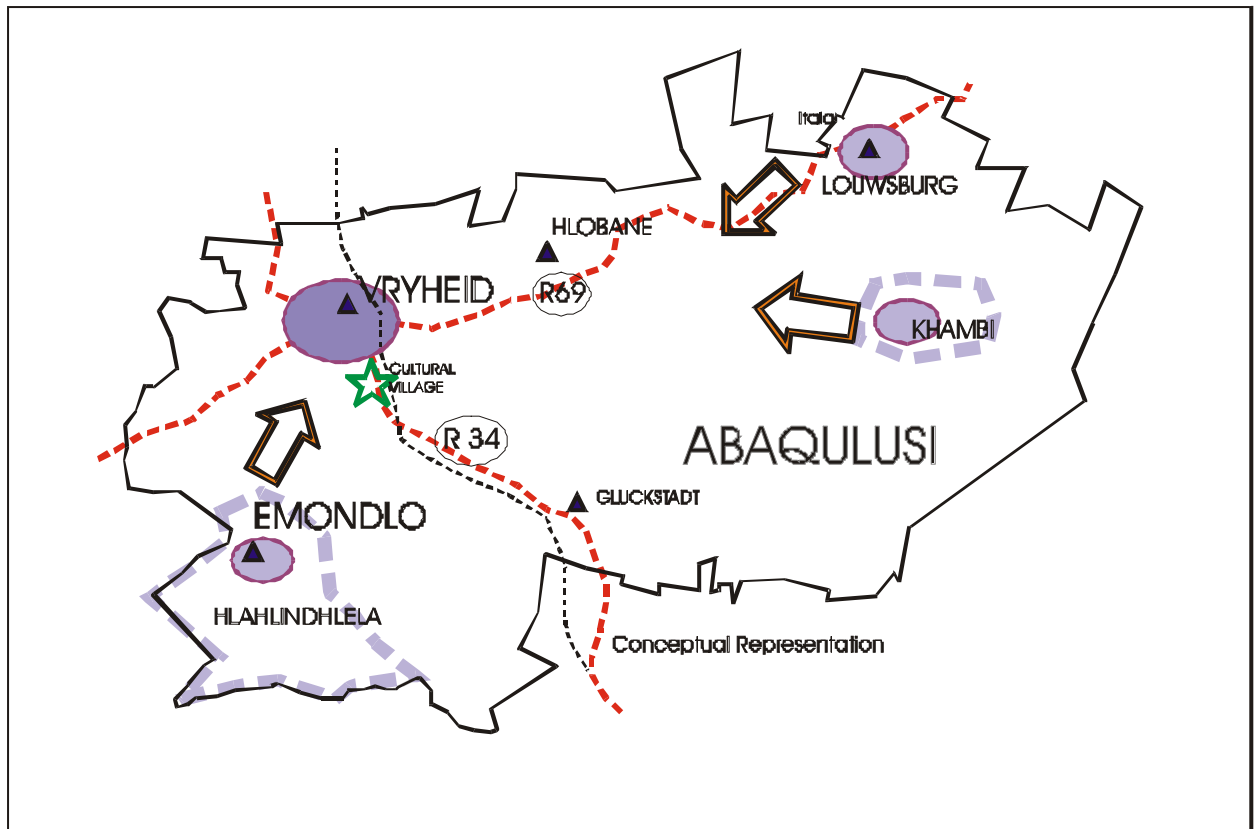 Itala
LOUWSBURG
HLOBANE
VRYHEID
R69
KHAMBI
CULTURAL
VILLAGE
R 34
ABAQULUSI
GLUCKSTADT
EMONDLO
HLAHLINDHLELA
Conceptual Representation